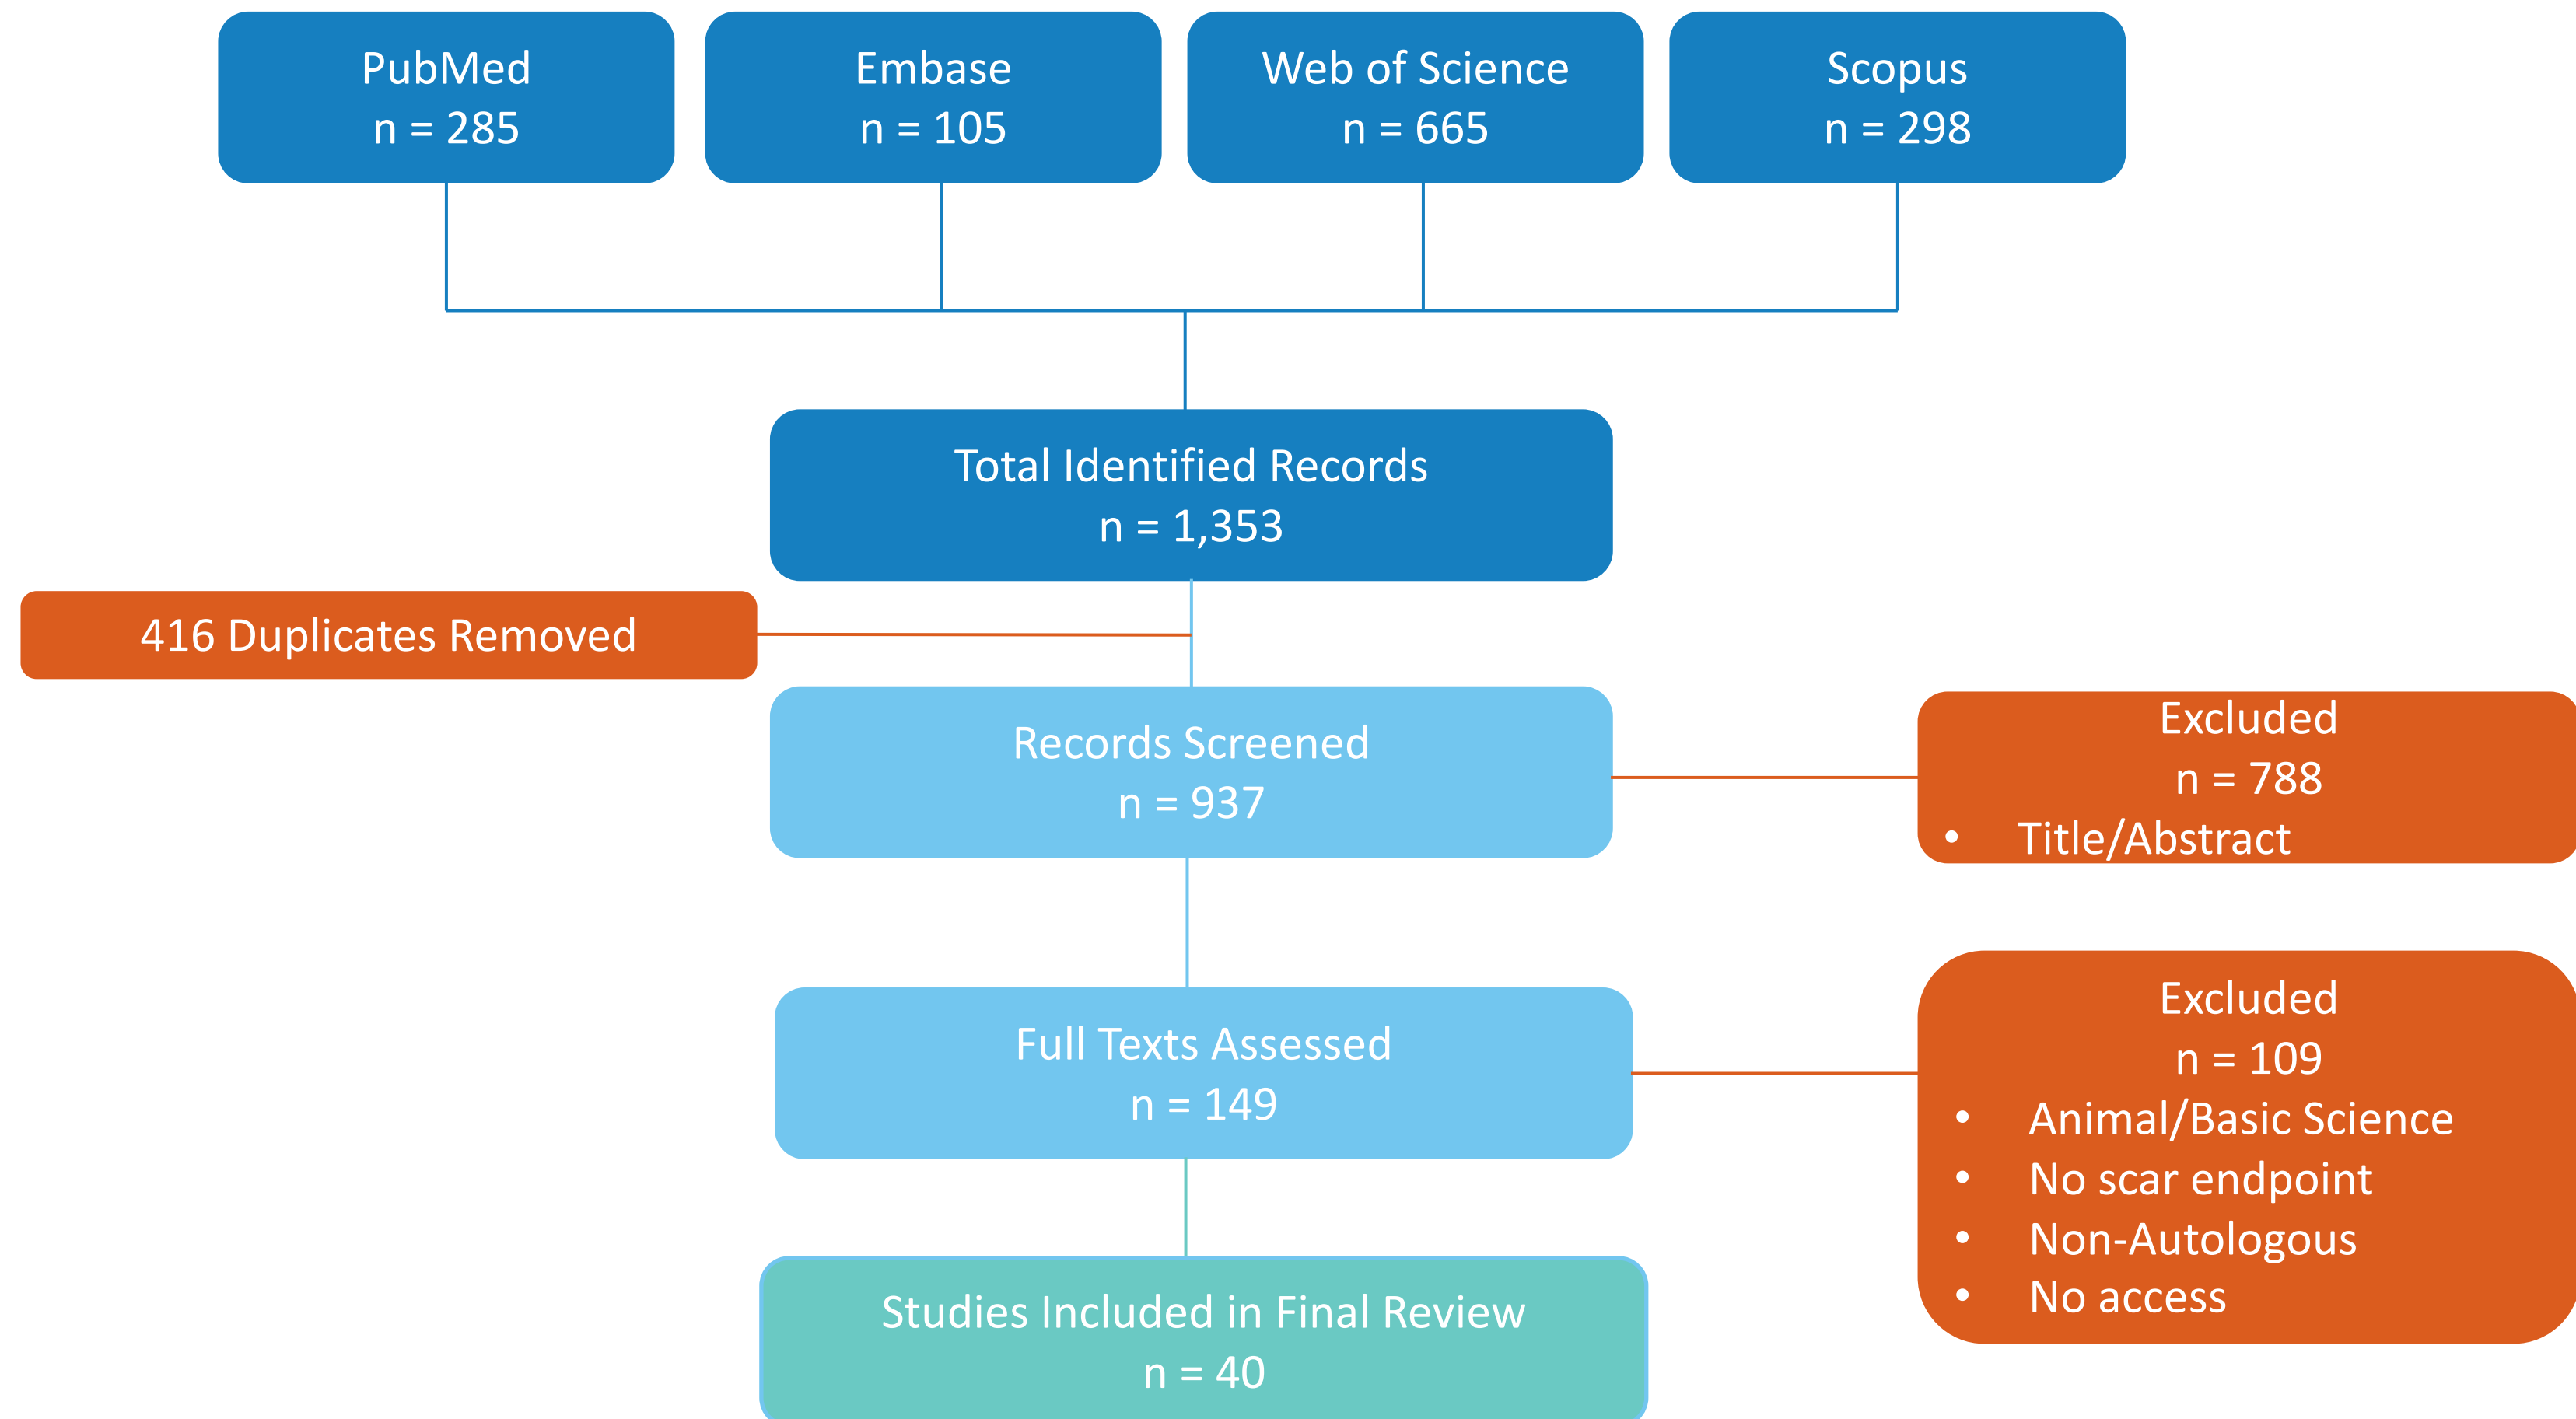 PubMed
n = 285
Embase
n = 105
Web of Science
n = 665
Scopus
n = 298
Total Identified Records
n = 1,353
416 Duplicates Removed
Records Screened
n = 937
Excluded
n = 788
• Title/Abstract
Full Texts Assessed
n = 149
Excluded
n = 109
• Animal/Basic Science
• No scar endpoint
• Non-Autologous
• No access
Studies Included in Final Review
n = 40